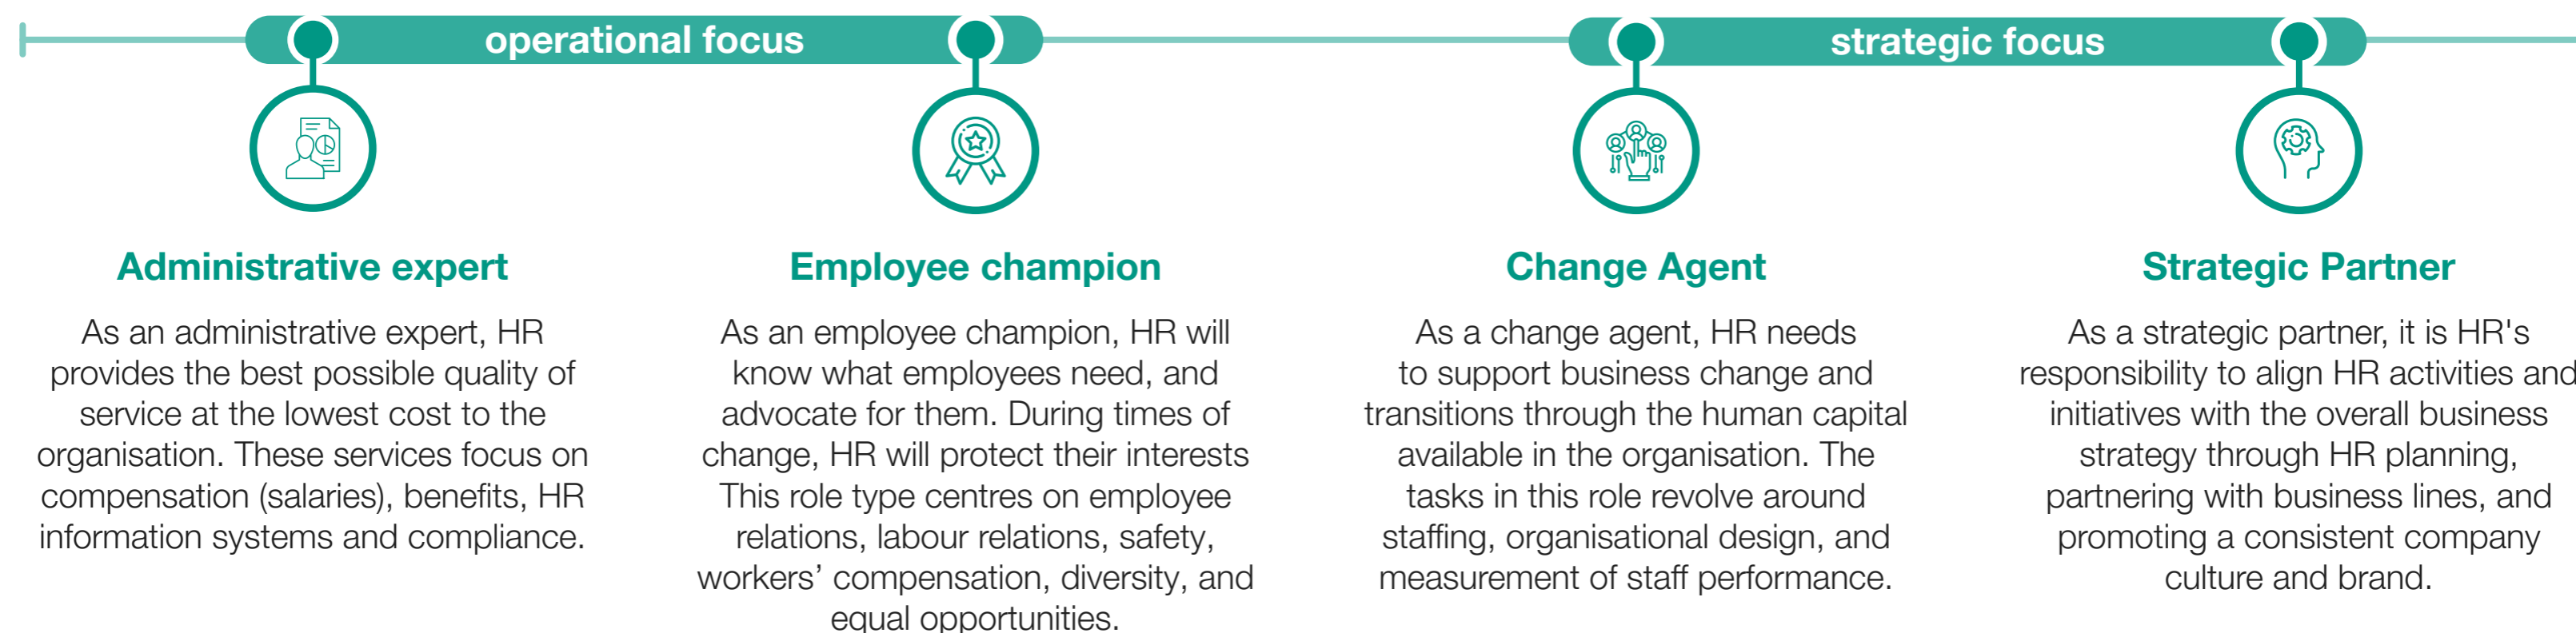 operational focus
strategic focus
Administrative expert
As an administrative expert, HR
provides the best possible quality of
service at the lowest cost to the
organisation. These services focus on
compensation (salaries), benefits, HR
information systems and compliance.
Employee champion
As an employee champion, HR will
know what employees need, and
advocate for them. During times of
change, HR will protect their interests
This role type centres on employee
relations, labour relations, safety,
workers’ compensation, diversity, and
equal opportunities.
Change Agent
As a change agent, HR needs
to support business change and
transitions through the human capital
available in the organisation. The
tasks in this role revolve around
staffing, organisational design, and
measurement of staff performance.
Strategic Partner
As a strategic partner, it is HR's
responsibility to align HR activities and
initiatives with the overall business
strategy through HR planning,
partnering with business lines, and
promoting a consistent company
culture and brand.